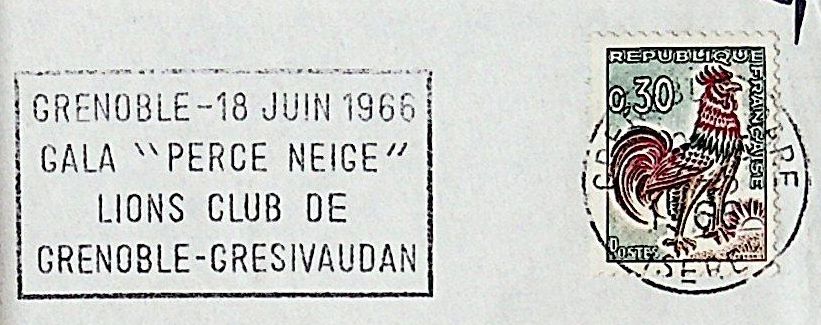 GRENOBLE-18 JUIN 1966
GALA "PERCE NEIGE"
LIONS CLUB DE
GRENOBLE-GRESIVAUDAN
REPUBLIQUE FRANÇAISE
0,30
POSTES